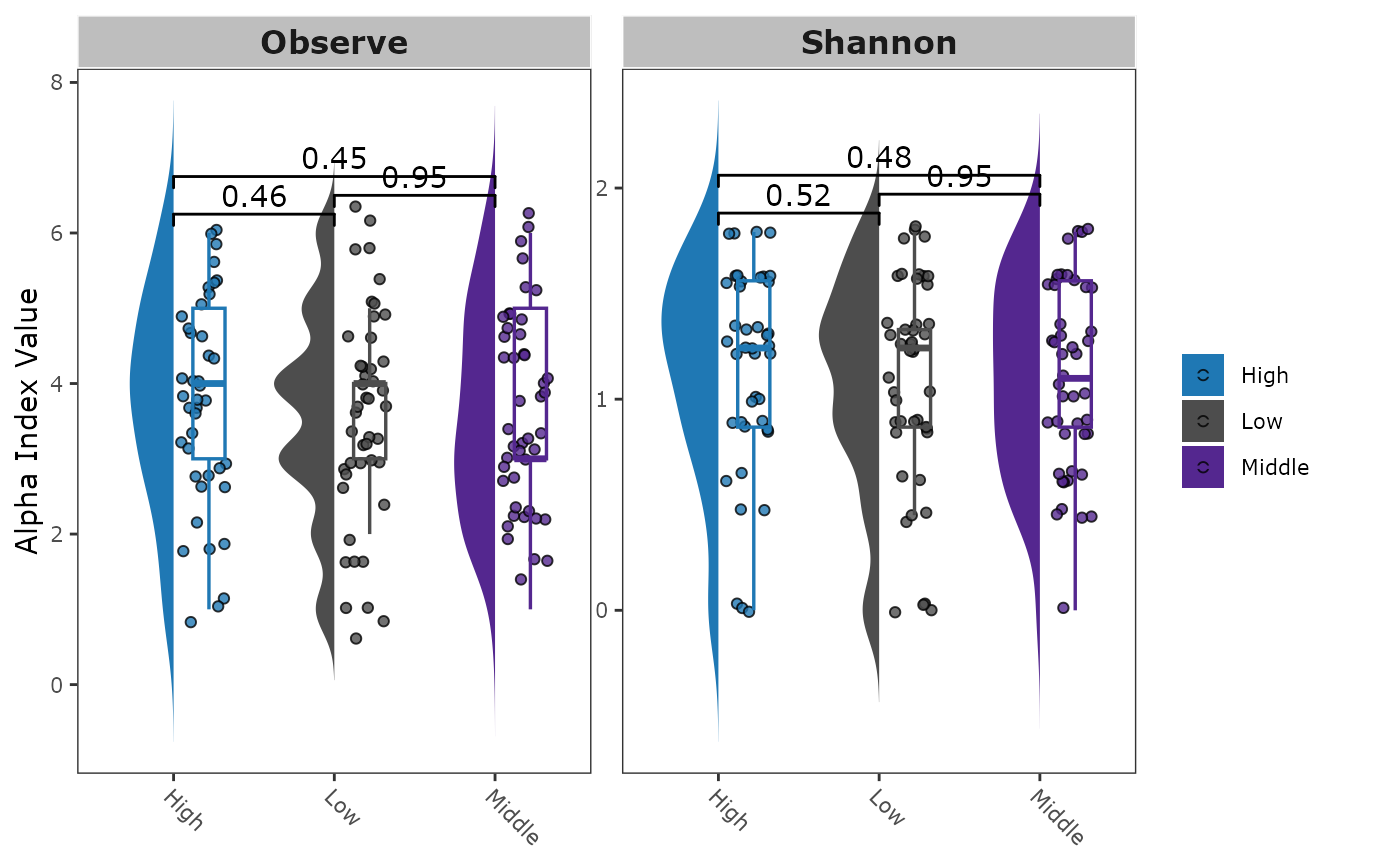 Observe
Shannon
Alpha Index Value
8
6
4
2
0
0.45
0.95
0.46
High
Low
Middle
2
1
0
0.48
0.95
0.52
High
Low
Middle
High
Low
Middle